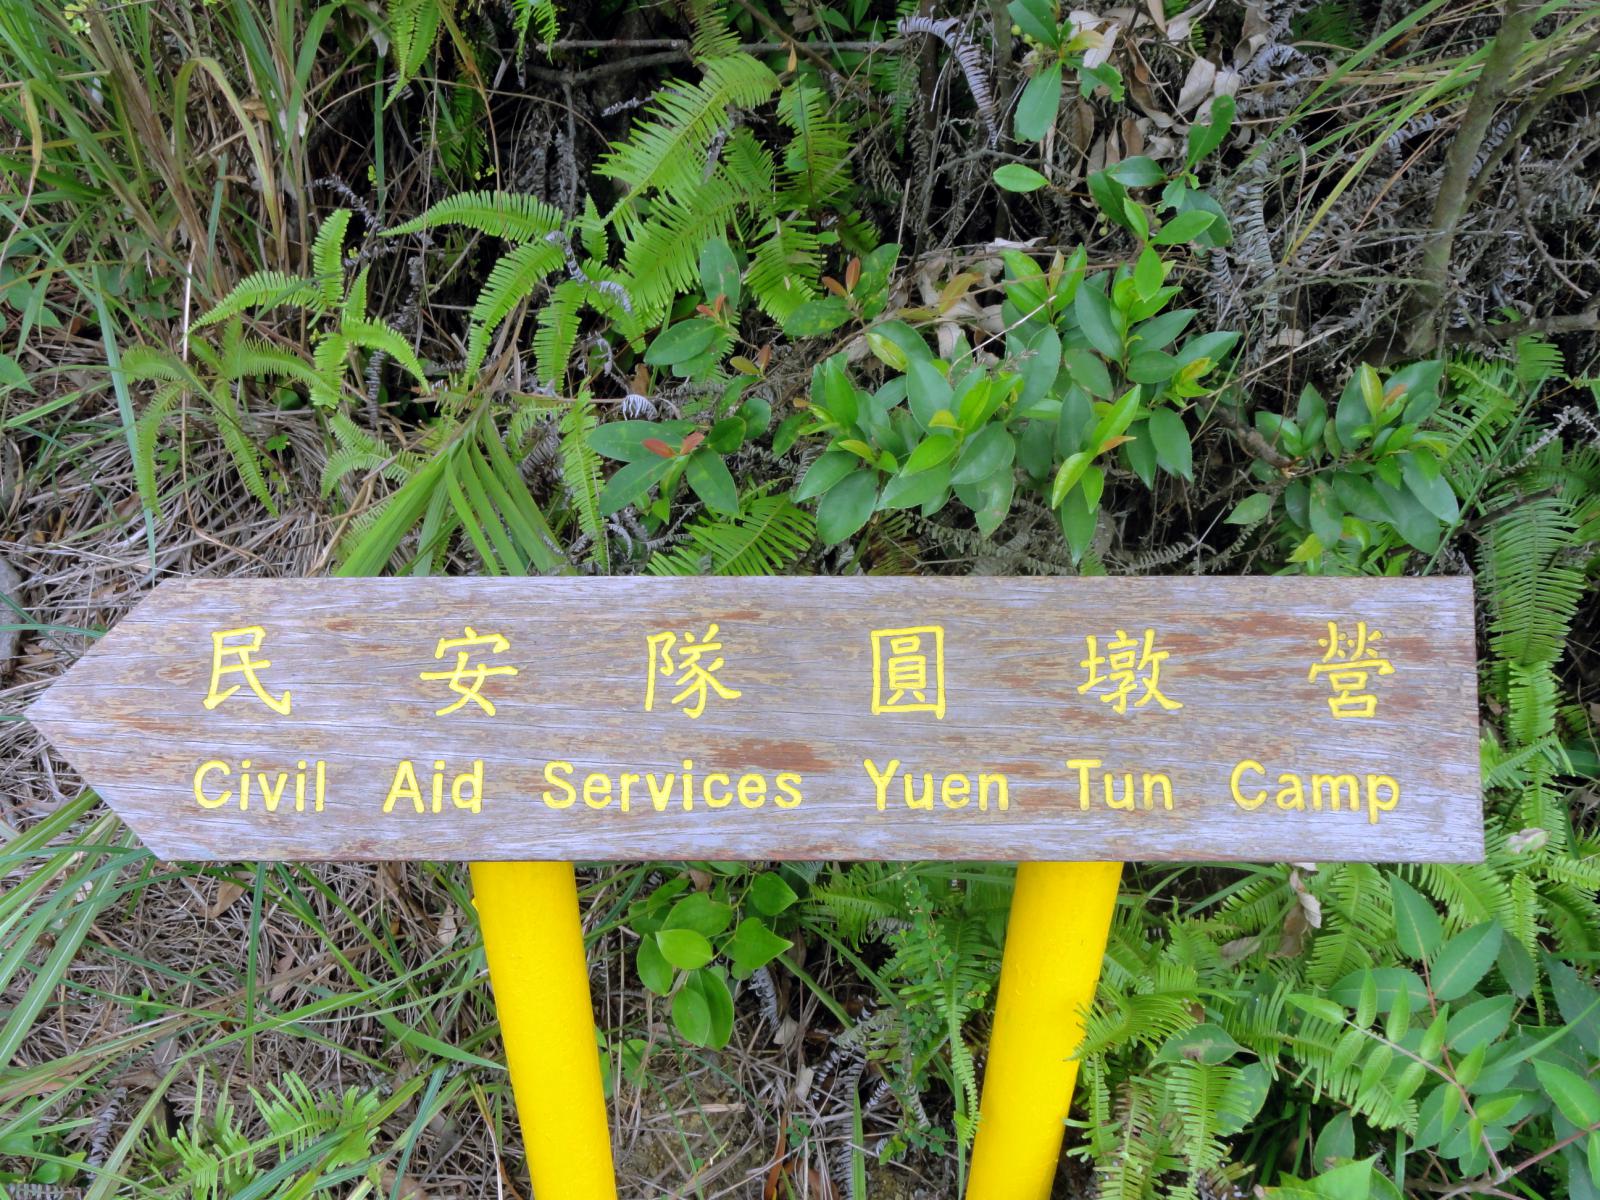 民安隊圓墩營
Civil Aid Services Yuen Tun Camp